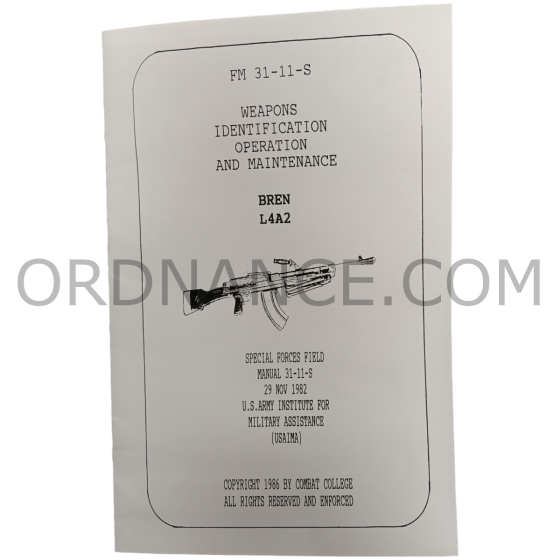 FM 31-11-S
WEAPONS
IDENTIFICATION
OPERATION
AND MAINTENANCE
BREN
L4A2
ORDNANCE.COM
SPECIAL FORCES FIELD
MANUAL 31-11-S
29 NOV 1982
U.S.ARMY INSTITUTE FOR
MILITARY ASSISTANCE
(USAIMA)
COPYRIGHT 1986 BY COMBAT COLLEGE
ALL RIGHTS RESERVED AND ENFORCED